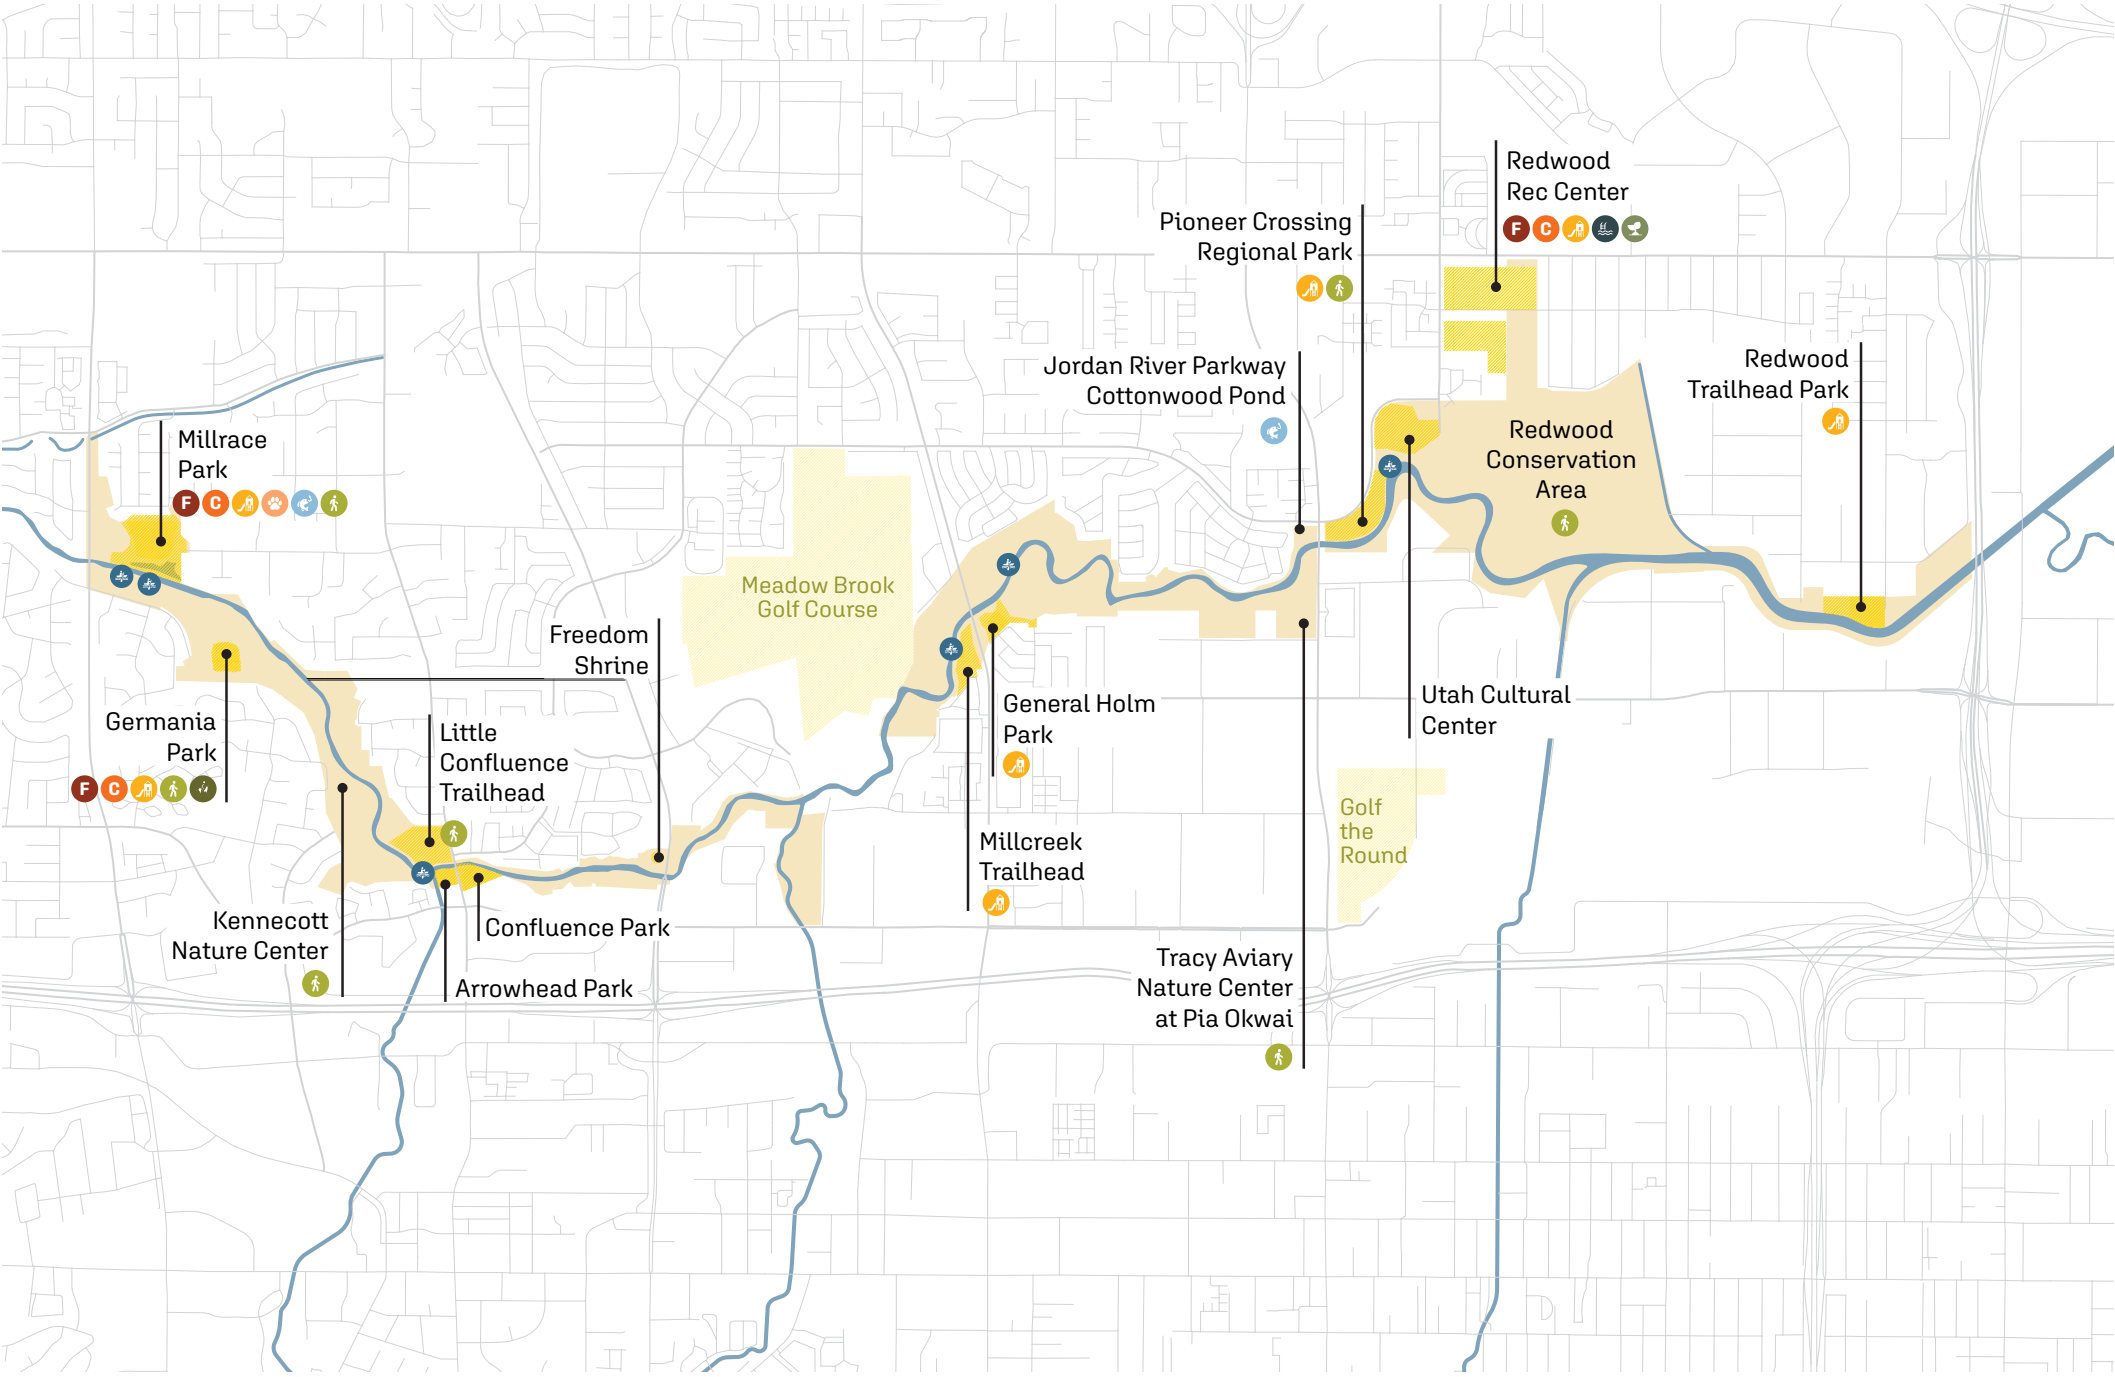 Redwood
Rec Center
F C
Pioneer Crossing
Regional Park
Jordan River Parkway
Cottonwood Pond
Redwood
Trailhead Park
Redwood
Conservation
Area
Millrace
Park
F C
Meadow Brook
Golf Course
Freedom
Shrine
Germania
Park
F C
Little
Confluence
Trailhead
General Holm
Park
Utah Cultural
Center
Golf
the
Round
Millcreek
Trailhead
Kennecott
Nature Center
Confluence Park
Arrowhead Park
Tracy Aviary
Nature Center
at Pia Okwai